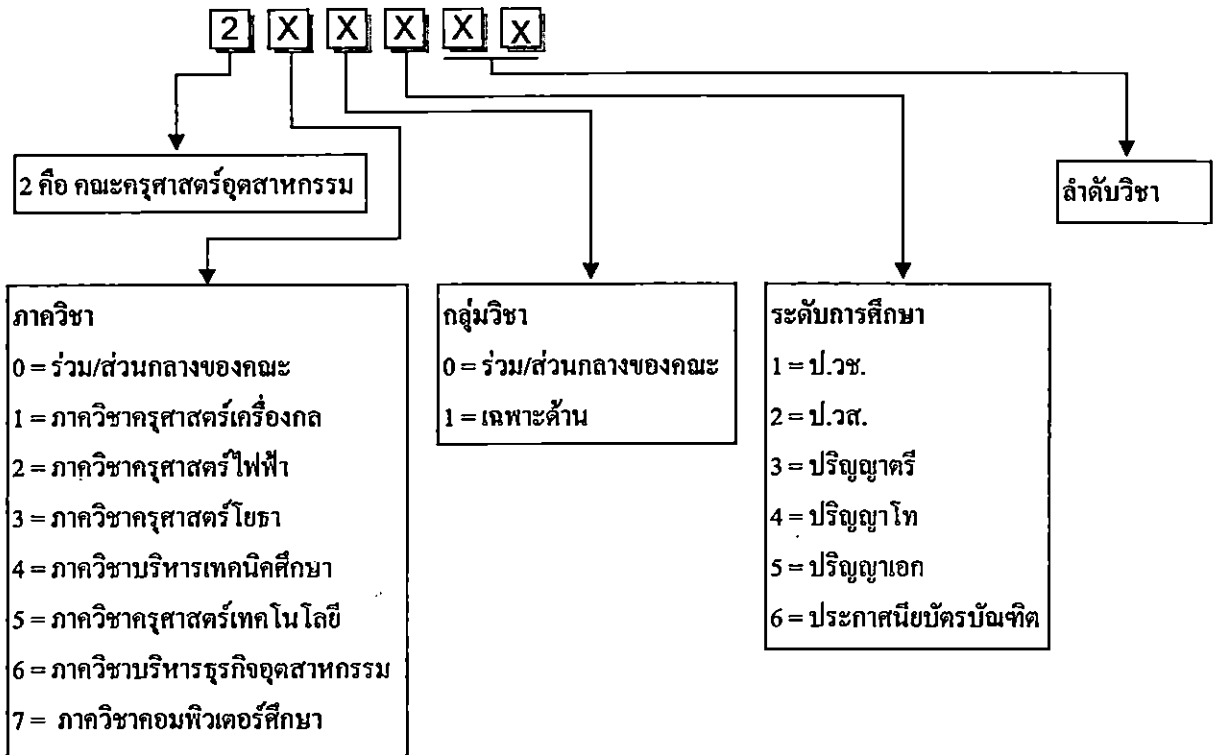 2 X X X X X
2 คือ คณะครุศาสตร์อุตสาหกรรม
ลำดับวิชา
ภาควิชา
0 = ร่วม/ส่วนกลางของคณะ
1 = ภาควิชาครุศาสตร์เครื่องกล
2 = ภาควิชาครุศาสตร์ไฟฟ้า
3 = ภาควิชาครุศาสตร์โยธา
4 = ภาควิชาบริหารเทคนิคศึกษา
5 = ภาควิชาครุศาสตร์เทคโนโลยี
6 = ภาควิชาบริหารธุรกิจอุตสาหกรรม
7 = ภาควิชาคอมพิวเตอร์ศึกษา
กลุ่มวิชา
0 = ร่วม/ส่วนกลางของคณะ
1 = เฉพาะด้าน
ระดับการศึกษา
1 = ป.วช.
2 = ป.วส.
3 = ปริญญาตรี
4 = ปริญญาโท
5 = ปริญญาเอก
6 = ประกาศนียบัตรบัณฑิต